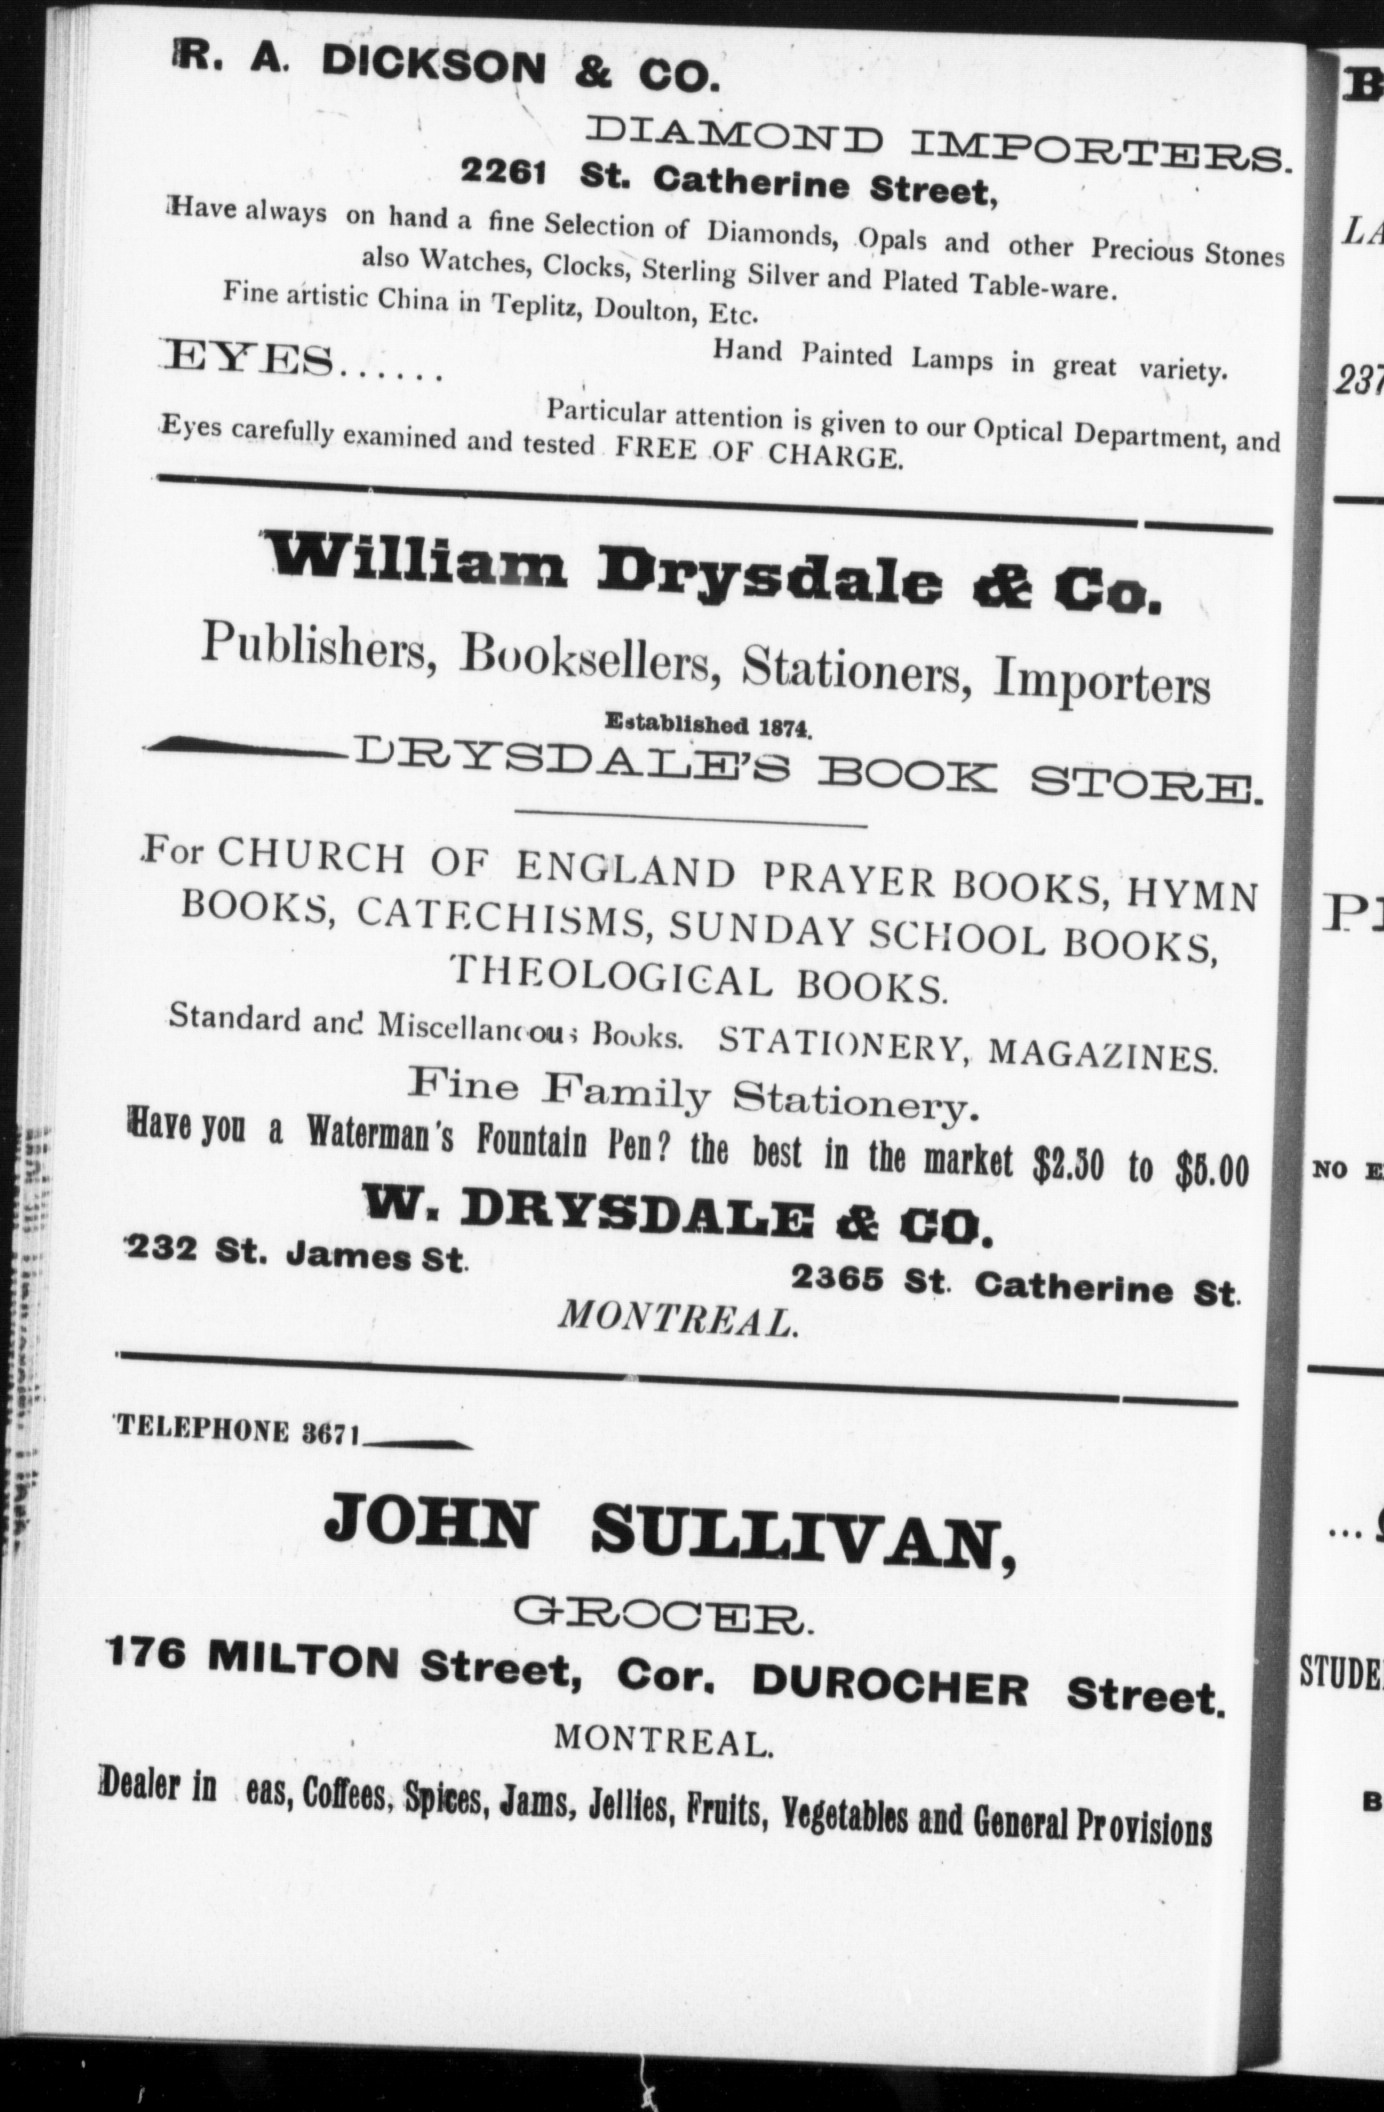 R. A. DICKSON & CO.
DIAMOND IMPORTERS.
2261 St. Catherine Street,
Have always on hand a fine Selection of Diamonds, Opals and other Precious Stones
also Watches, Clocks, Sterling Silver and Plated Table-ware.
Fine artistic China in Teplitz, Doulton, Etc.
Hand Painted Lamps in great variety.
EYES......
Particular attention is given to our Optical Department, and
Eyes carefully examined and tested FREE OF CHARGE.
William Drysdale & Co.
Publishers, Booksellers, Stationers, Importers
Established 1874.
DRYSDALE'S BOOK STORE.
For CHURCH OF ENGLAND PRAYER BOOKS, HYMN
BOOKS, CATECHISMS, SUNDAY SCHOOL BOOKS,
THEOLOGICAL BOOKS.
Standard and Miscellaneous Books. STATIONERY, MAGAZINES.
Fine Family Stationery.
Have you a Waterman's Fountain Pen? the best in the market $2.50 to $5.00
W. DRYSDALE & CO.
232 St. James St.
2365 St. Catherine St.
MONTREAL.
TELEPHONE 3671
JOHN SULLIVAN,
GROCER.
176 MILTON Street, Cor. DUROCHER Street.
MONTREAL.
Dealer in eas, Coffees, Spices, Jams, Jellies, Fruits, Vegetables and General Provisions
B
LA
237
NO E
STUDE
B